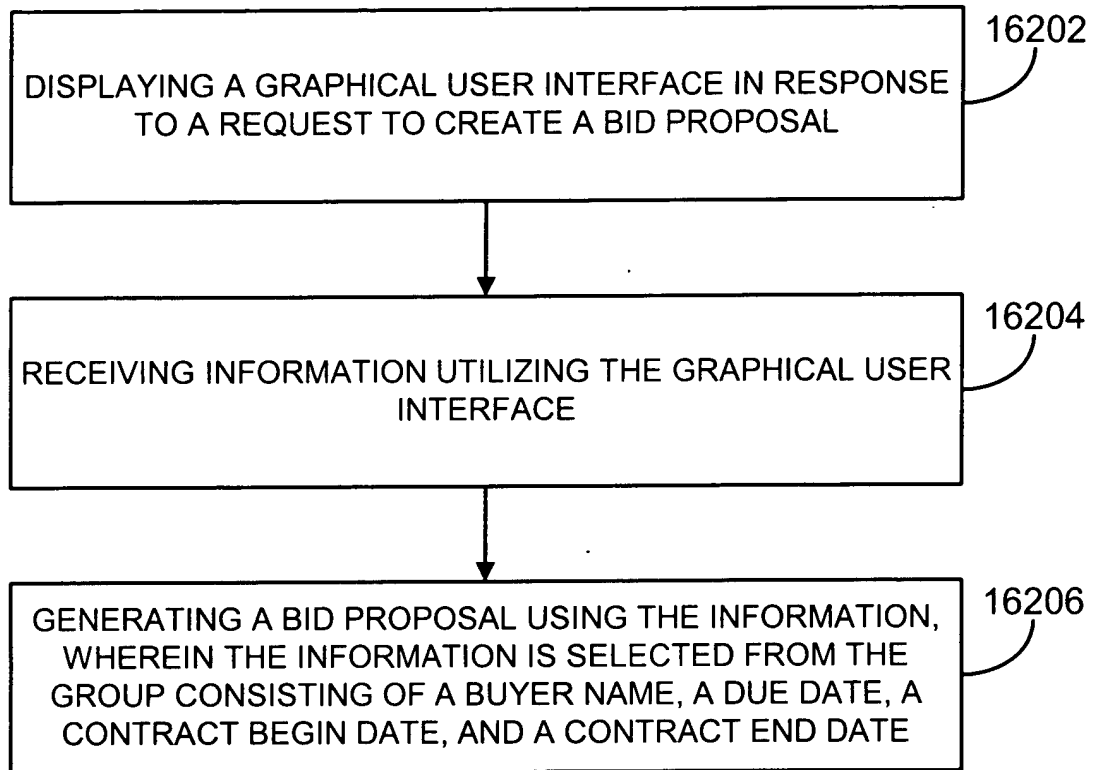 16202
DISPLAYING A GRAPHICAL USER INTERFACE IN RESPONSE
TO A REQUEST TO CREATE A BID PROPOSAL
16204
RECEIVING INFORMATION UTILIZING THE GRAPHICAL USER
INTERFACE
16206
GENERATING A BID PROPOSAL USING THE INFORMATION,
WHEREIN THE INFORMATION IS SELECTED FROM THE
GROUP CONSISTING OF A BUYER NAME, A DUE DATE, A
CONTRACT BEGIN DATE, AND A CONTRACT END DATE